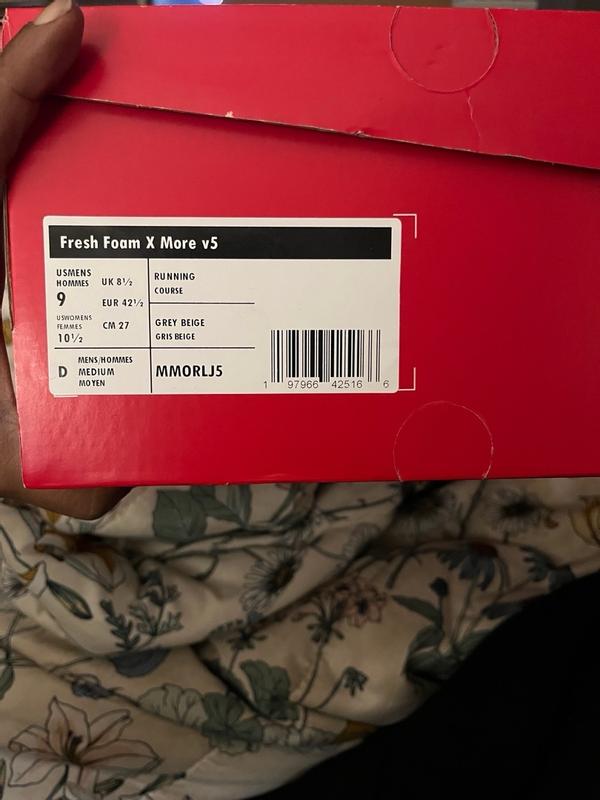 Fresh Foam X More v5
USMENS
HOMMES
9
UK 8½
EUR 42½
USWOMENS
FEMMES
10½
CM 27
RUNNING
COURSE
GREY BEIGE
GRIS BEIGE
D
MENS/HOMMES
MEDIUM
MOYEN
MMORLJ5
1 97966 42516 6